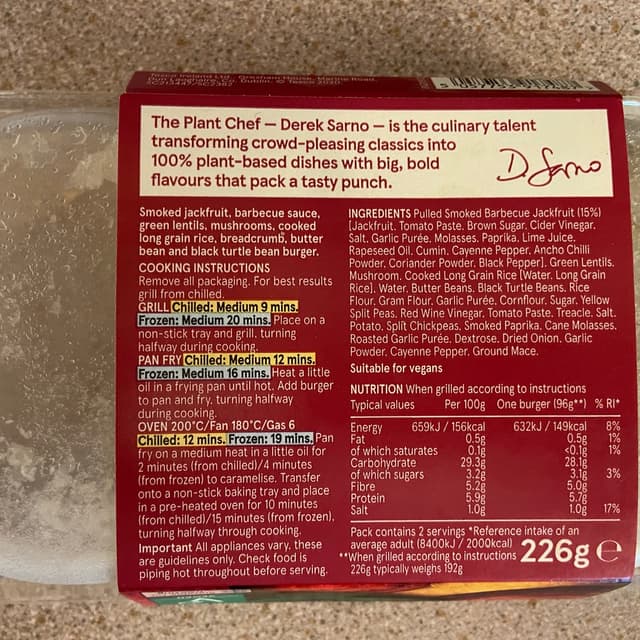 Tesco Ireland Ltd., Gresham House, Marine Road,
Dun Laoghaire, Co. Dublin. © Tesco 2020.
The Plant Chef – Derek Sarno – is the culinary talent
transforming crowd-pleasing classics into
100% plant-based dishes with big, bold
flavours that pack a tasty punch.
D. Sarno
Smoked jackfruit, barbecue sauce,
green lentils, mushrooms, cooked
long grain rice, breadcrumb, butter
bean and black turtle bean burger.
COOKING INSTRUCTIONS
Remove all packaging. For best results
grill from chilled.
GRILL Chilled: Medium 9 mins.
Frozen: Medium 20 mins. Place on a
non-stick tray and grill, turning
halfway during cooking.
PAN FRY Chilled: Medium 12 mins.
Frozen: Medium 16 mins. Heat a little
oil in a frying pan until hot. Add burger
to pan and fry, turning halfway
during cooking.
OVEN 200°C/Fan 180°C/Gas 6
Chilled: 12 mins. Frozen: 19 mins. Pan
fry on a medium heat in a little oil for
2 minutes (from chilled)/4 minutes
(from frozen) to caramelise. Transfer
onto a non-stick baking tray and place
in a pre-heated oven for 10 minutes
(from chilled)/15 minutes (from frozen),
turning halfway through cooking.
Important All appliances vary, these
are guidelines only. Check food is
piping hot throughout before serving.
INGREDIENTS Pulled Smoked Barbecue Jackfruit (15%)
[Jackfruit, Tomato Paste, Brown Sugar, Cider Vinegar,
Salt, Garlic Purée, Molasses, Paprika, Lime Juice,
Rapeseed Oil, Cumin, Cayenne Pepper, Ancho Chilli
Powder, Coriander Powder, Black Pepper], Green Lentils,
Mushroom, Cooked Long Grain Rice [Water, Long Grain
Rice], Water, Butter Beans, Black Turtle Beans, Rice
Flour, Gram Flour, Garlic Purée, Cornflour, Sugar, Yellow
Split Peas, Red Wine Vinegar, Tomato Paste, Treacle, Salt,
Potato, Split Chickpeas, Smoked Paprika, Cane Molasses,
Roasted Garlic Purée, Dextrose, Dried Onion, Garlic
Powder, Cayenne Pepper, Ground Mace.
Suitable for vegans
NUTRITION When grilled according to instructions
Typical values Per 100g One burger (96g**) % RI*
Energy 659kJ / 156kcal 632kJ / 149kcal 8%
Fat 0.5g 0.5g 1%
of which saturates 0.1g <0.1g 1%
Carbohydrate 29.3g 28.1g
of which sugars 3.2g 3.1g 3%
Fibre 5.2g 5.0g
Protein 5.9g 5.7g
Salt 1.0g 1.0g 17%
Pack contains 2 servings *Reference intake of an
average adult (8400kJ / 2000kcal)
**When grilled according to instructions
226g typically weighs 192g
226g ℮